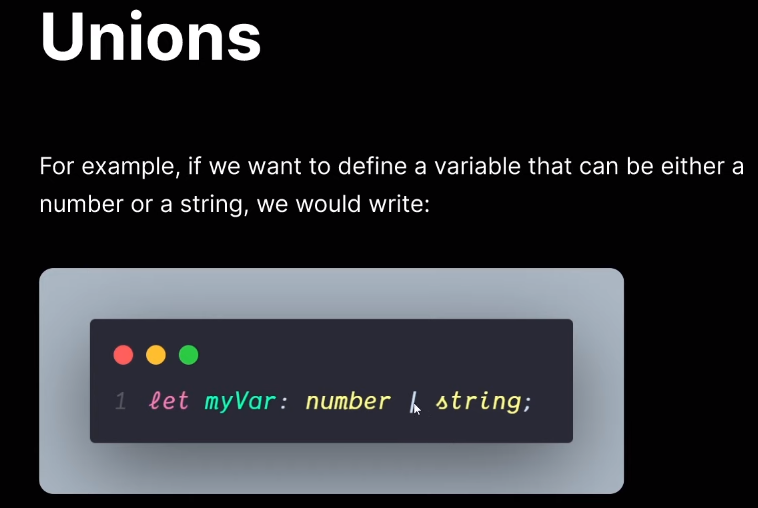 Unions
For example, if we want to define a variable that can be either a
number or a string, we would write:
1 let myVar: number | string;